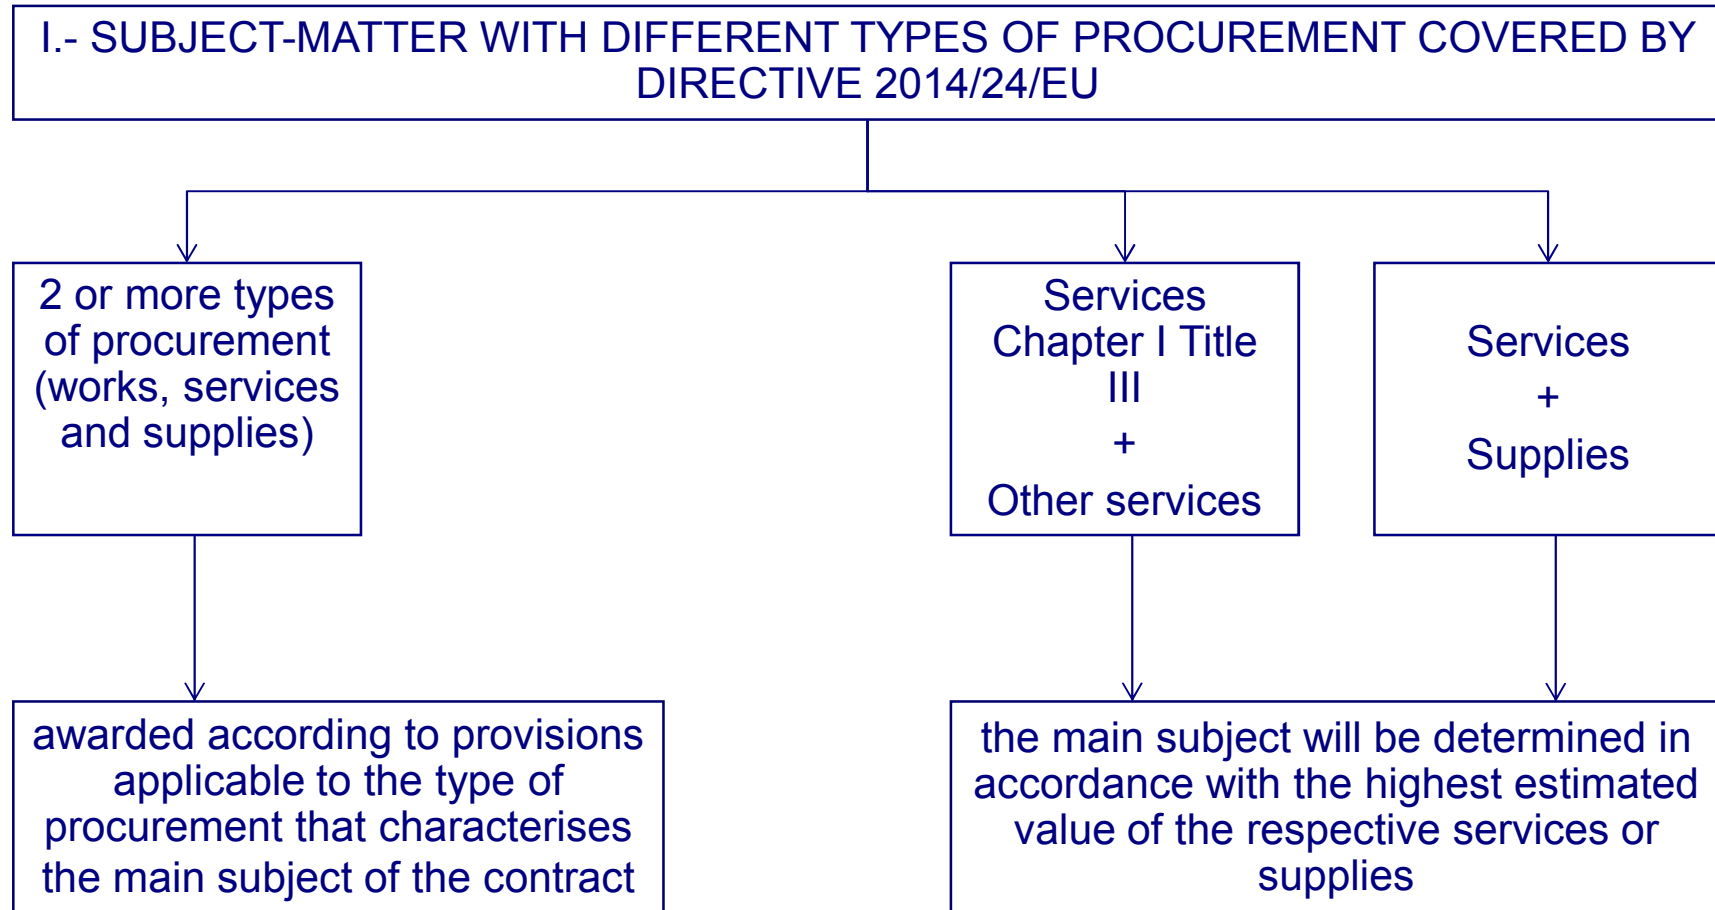 I.- SUBJECT-MATTER WITH DIFFERENT TYPES OF PROCUREMENT COVERED BY
DIRECTIVE 2014/24/EU
2 or more types
of procurement
(works, services
and supplies)
Services
Chapter I Title
III
+
Other services
Services
+
Supplies
awarded according to provisions
applicable to the type of
procurement that characterises
the main subject of the contract
the main subject will be determined in
accordance with the highest estimated
value of the respective services or
supplies